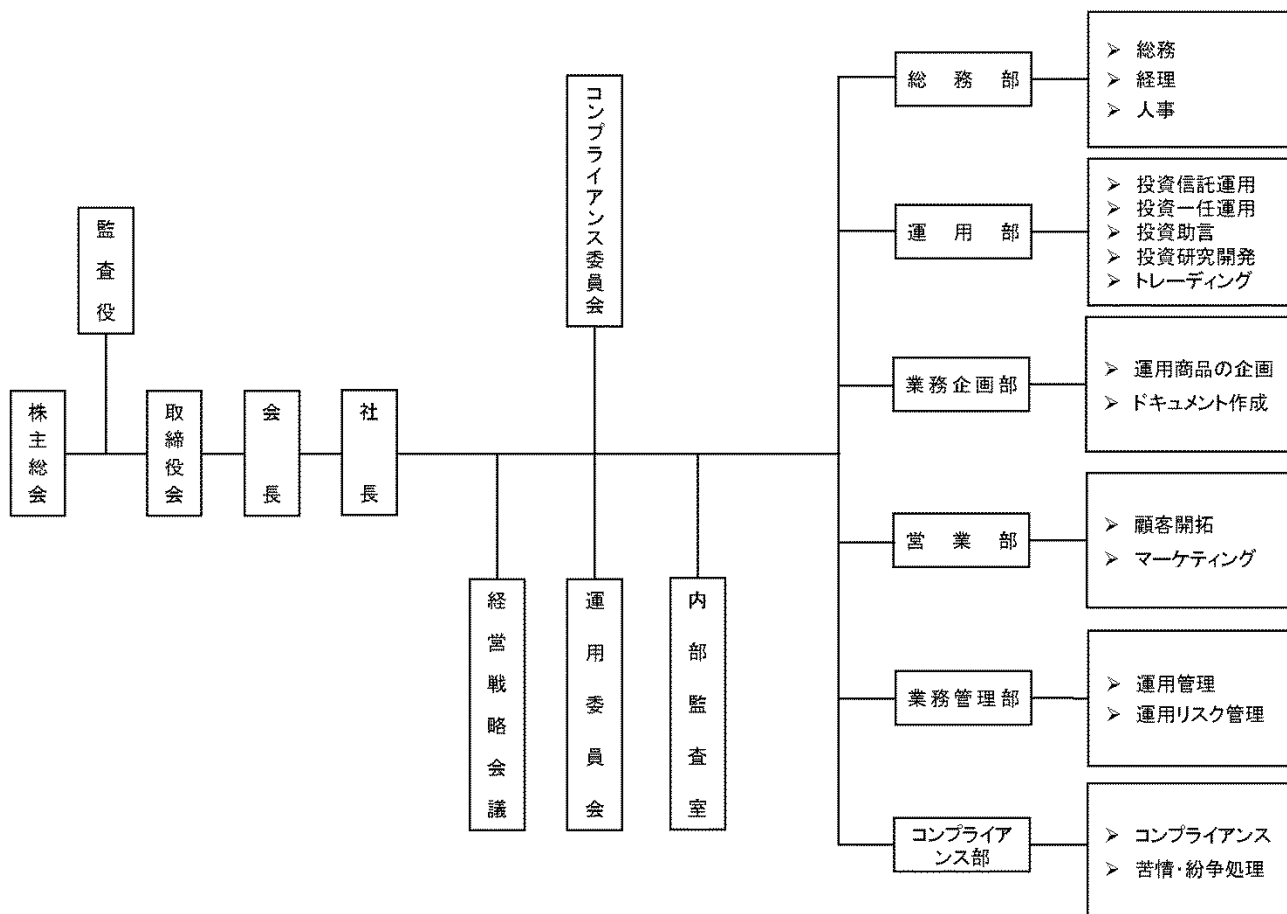 株主総会
監査役
取締役会
会長
社長
コンプライアンス委員会
経営戦略会議
運用委員会
内部監査室
総務部
➢ 総務
➢ 経理
➢ 人事
運用部
➢ 投資信託運用
➢ 投資一任運用
➢ 投資助言
➢ 投資研究開発
➢ トレーディング
業務企画部
➢ 運用商品の企画
➢ ドキュメント作成
営業部
➢ 顧客開拓
➢ マーケティング
業務管理部
➢ 運用管理
➢ 運用リスク管理
コンプライア
ンス部
➢ コンプライアンス
➢ 苦情・紛争処理